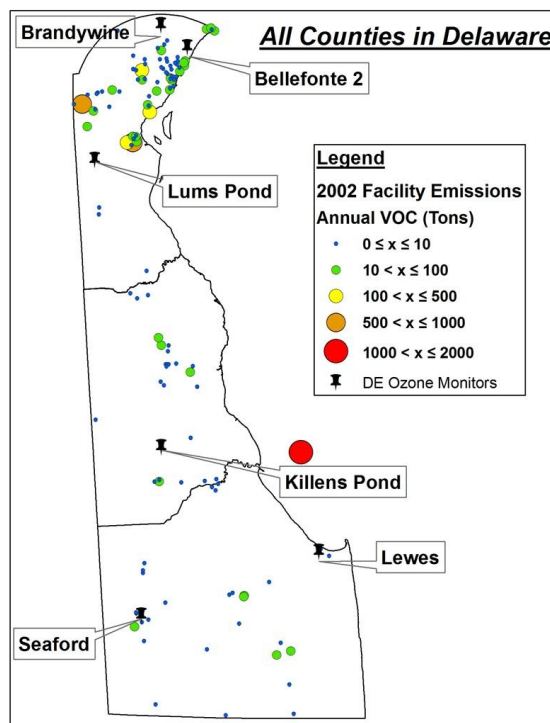 Brandywine
All Counties in Delaware
Bellefonte 2
Legend
2002 Facility Emissions
Annual VOC (Tons)
0 ≤ x ≤ 10
10 < x ≤ 100
100 < x ≤ 500
500 < x ≤ 1000
1000 < x ≤ 2000
DE Ozone Monitors
Lums Pond
Killens Pond
Lewes
Seaford